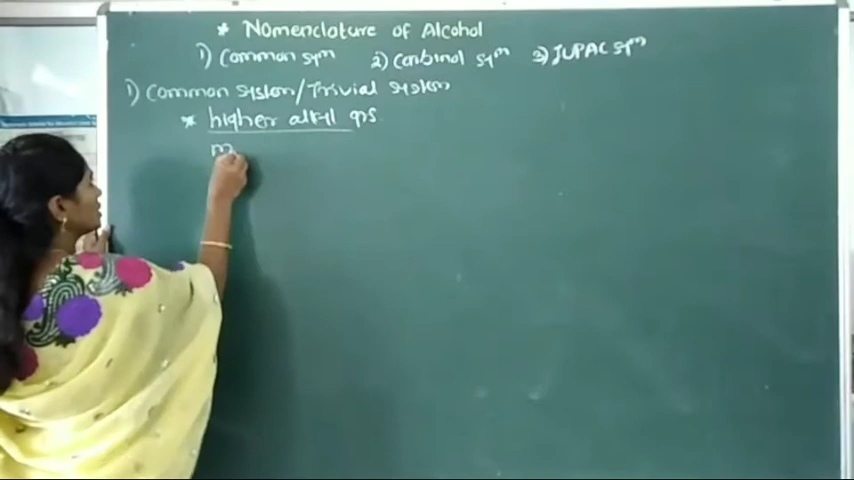 * Nomenclature of Alcohol
1) Common sym 2) Carbinol sym 3) IUPAC sym
1) Common system/Trivial system
* higher alkyl gps
m